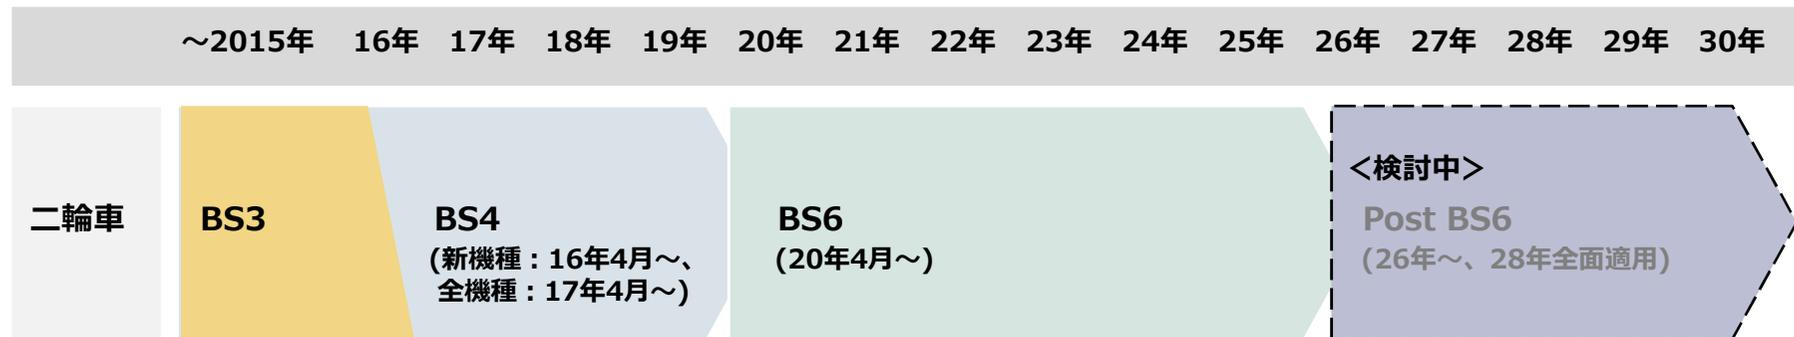 ～2015年 16年 17年 18年 19年 20年 21年 22年 23年 24年 25年 26年 27年 28年 29年 30年
二輪車
BS3
BS4
(新機種：16年4月～、
全機種：17年4月～)
BS6
(20年4月～)
＜検討中＞
Post BS6
(26年～、28年全面適用)